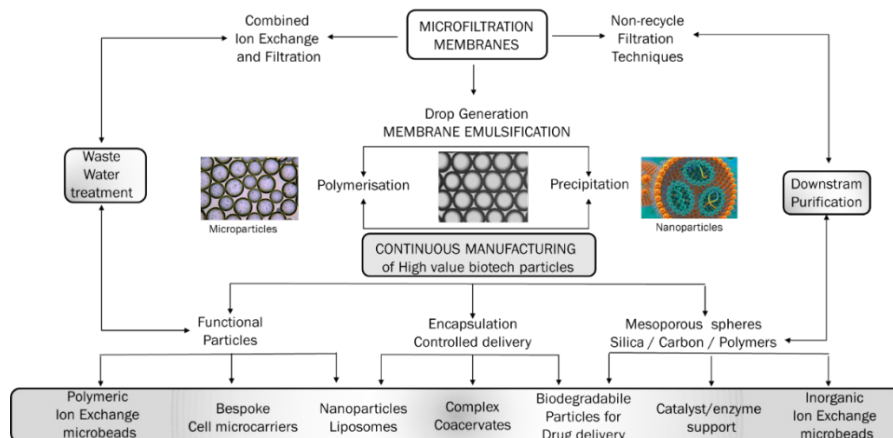 Combined
Ion Exchange
and Filtration
MICROFILTRATION
MEMBRANES
Non-recycle
Filtration
Techniques
Drop Generation
MEMBRANE EMULSIFICATION
Waste
Water
treatment
Polymerisation
Precipitation
Downstram
Purification
Microparticles
Nanoparticles
CONTINUOUS MANUFACTURING
of High value biotech particles
Functional
Particles
Encapsulation
Controlled delivery
Mesoporous spheres
Silica / Carbon / Polymers
Polymeric
Ion Exchange
microbeads
Bespoke
Cell microcarriers
Nanoparticles
Liposomes
Complex
Coacervates
Biodegradabile
Particles for
Drug delivery
Catalyst/enzyme
support
Inorganic
Ion Exchange
microbeads